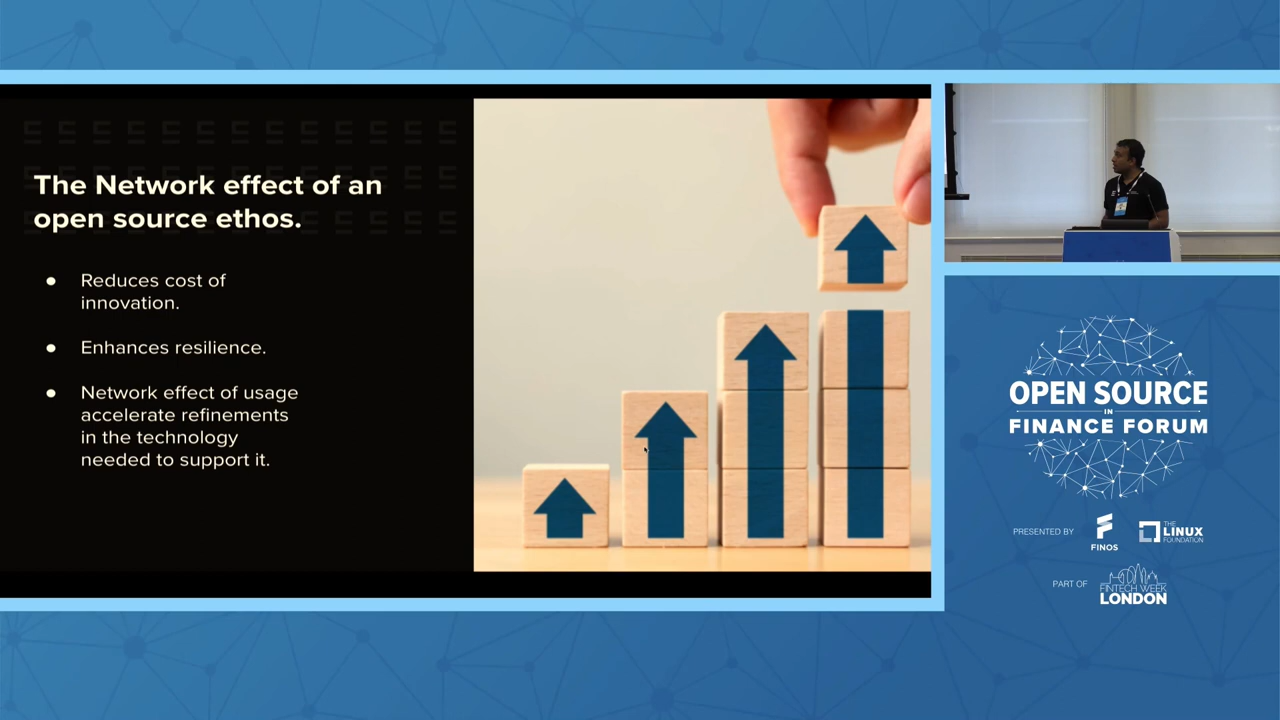 The Network effect of an
open source ethos.
● Reduces cost of
innovation.
● Enhances resilience.
● Network effect of usage
accelerate refinements
in the technology
needed to support it.
OPEN SOURCE
IN
FINANCE FORUM
PRESENTED BY
FINOS
THE
LINUX
FOUNDATION
PART OF
FINTECH WEEK
LONDON